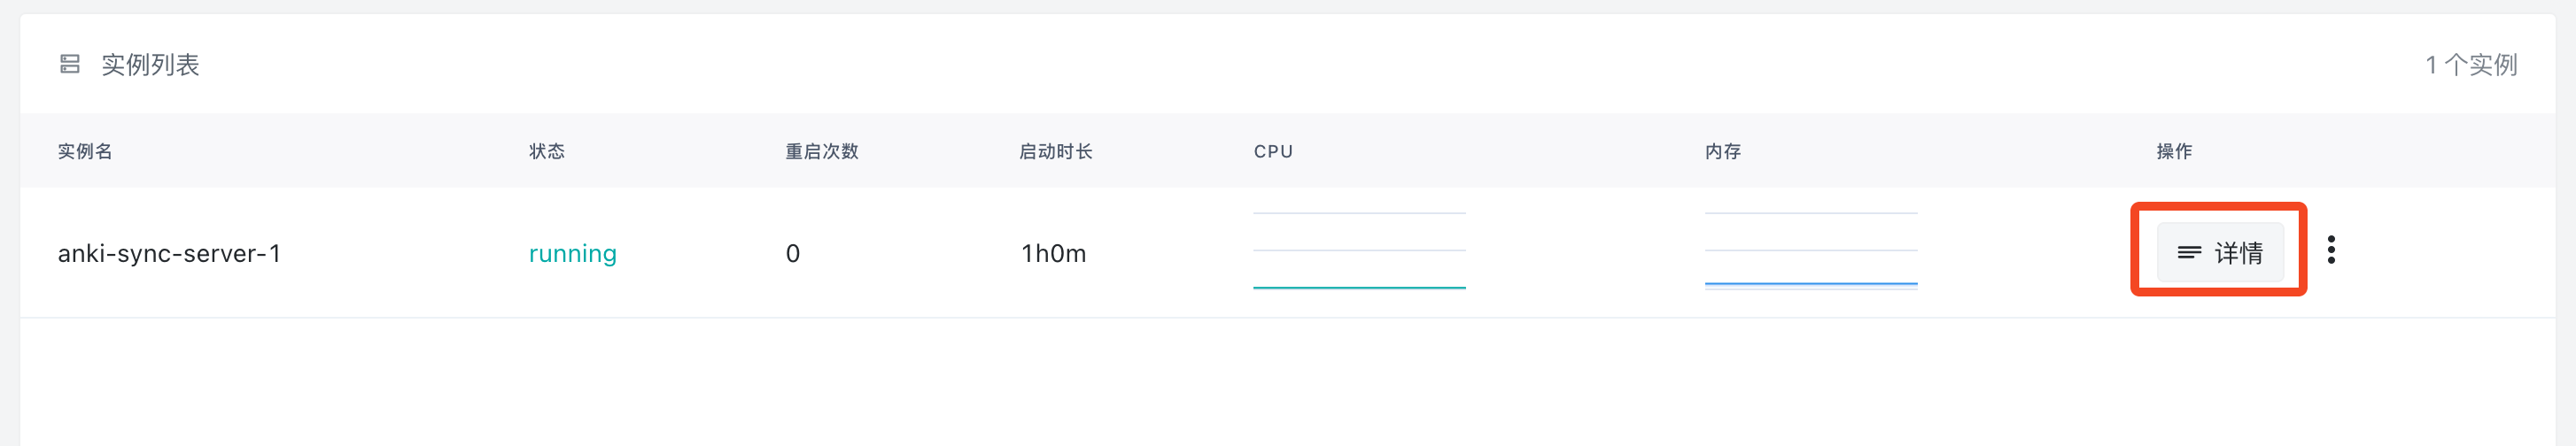 实例列表
1 个实例
实例名 状态 重启次数 启动时长 CPU 内存 操作
anki-sync-server-1 running 0 1h0m 详情